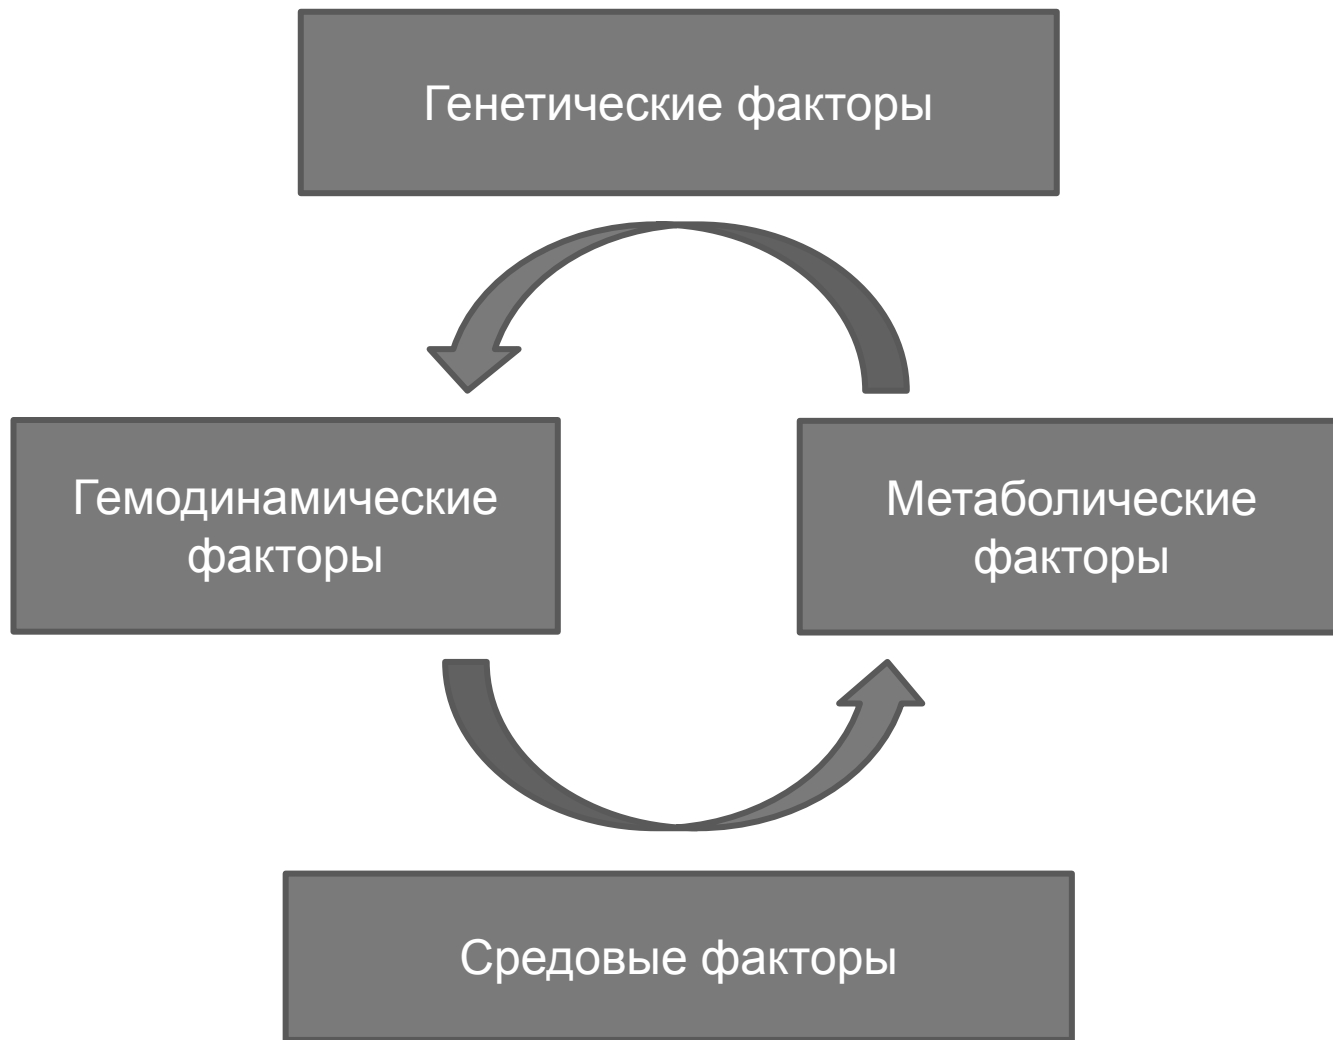 Генетические факторы
Гемодинамические
факторы
Метаболические
факторы
Средовые факторы